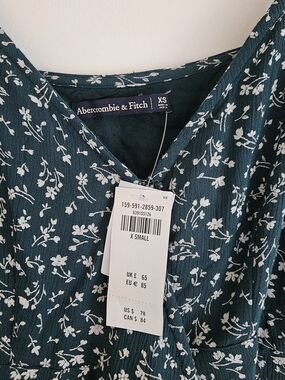 Abercrombie & Fitch
XS
159-591-2859-307
X SMALL
UK £ 65
EU € 85
US $ 78
CAN $ 84